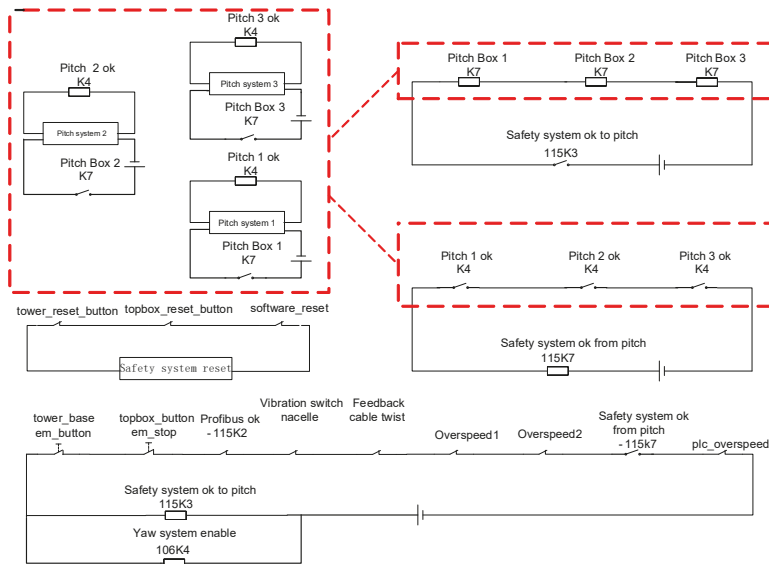 Pitch 2 ok
K4
Pitch system 2
Pitch Box 2
K7
Pitch 3 ok
K4
Pitch system 3
Pitch Box 3
K7
Pitch 1 ok
K4
Pitch system 1
Pitch Box 1
K7
Pitch Box 1
K7
Pitch Box 2
K7
Pitch Box 3
K7
Safety system ok to pitch
115K3
Pitch 1 ok
K4
Pitch 2 ok
K4
Pitch 3 ok
K4
Safety system ok from pitch
115K7
tower_reset_button
topbox_reset_button
software_reset
Safety system reset
tower_base
em_button
topbox_button
em_stop
Profibus ok
- 115K2
Vibration switch
nacelle
Feedback
cable twist
Overspeed1
Overspeed2
Safety system ok
from pitch
- 115k7
plc_overspeed
Safety system ok to pitch
115K3
Yaw system enable
106K4